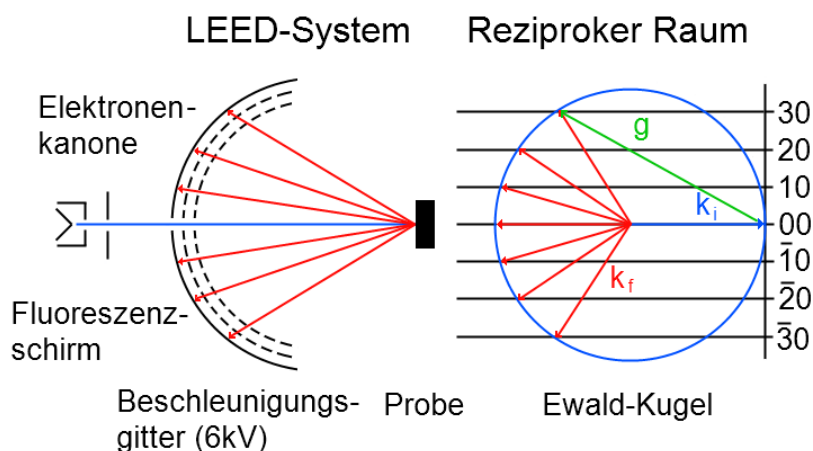 LEED-System
Reziproker Raum
Elektronen-
kanone
Fluoreszenz-
schirm
Beschleunigungs-
gitter (6kV)
Probe
g
k_i
k_f
30
20
10
00
1̅0
2̅0
3̅0
Ewald-Kugel